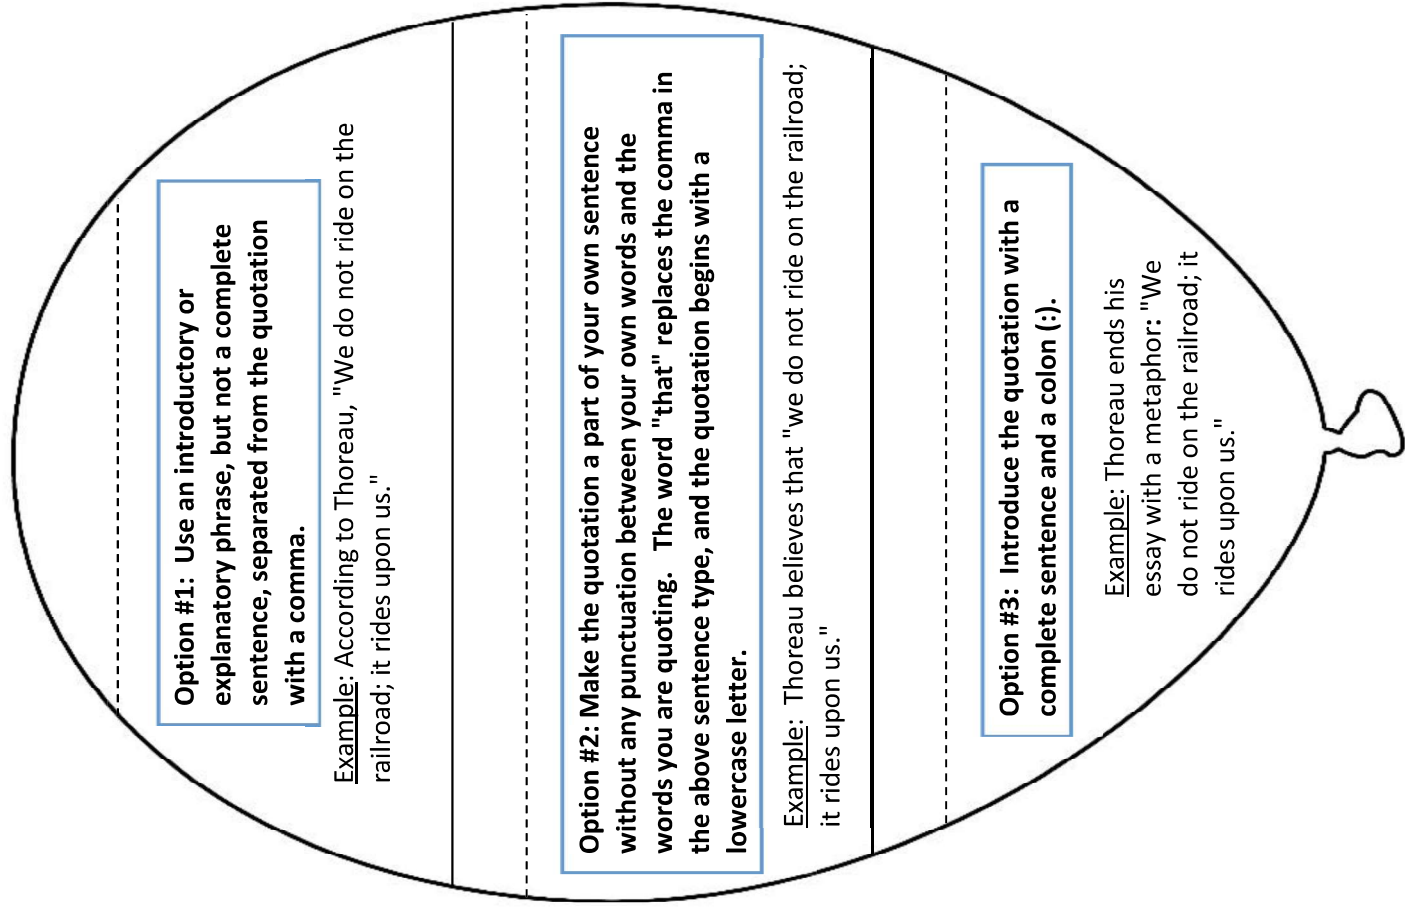 Option #1:  Use an introductory or
explanatory phrase, but not a complete
sentence, separated from the quotation
with a comma.
Example: According to Thoreau, "We do not ride on the
railroad; it rides upon us."
Option #2: Make the quotation a part of your own sentence
without any punctuation between your own words and the
words you are quoting.   The word "that" replaces the comma in
the above sentence type, and the quotation begins with a
lowercase letter.
Example:  Thoreau believes that "we do not ride on the railroad;
it rides upon us."
Option #3:  Introduce the quotation with a
complete sentence and a colon (:).
Example: Thoreau ends his
essay with a metaphor: "We
do not ride on the railroad; it
rides upon us."